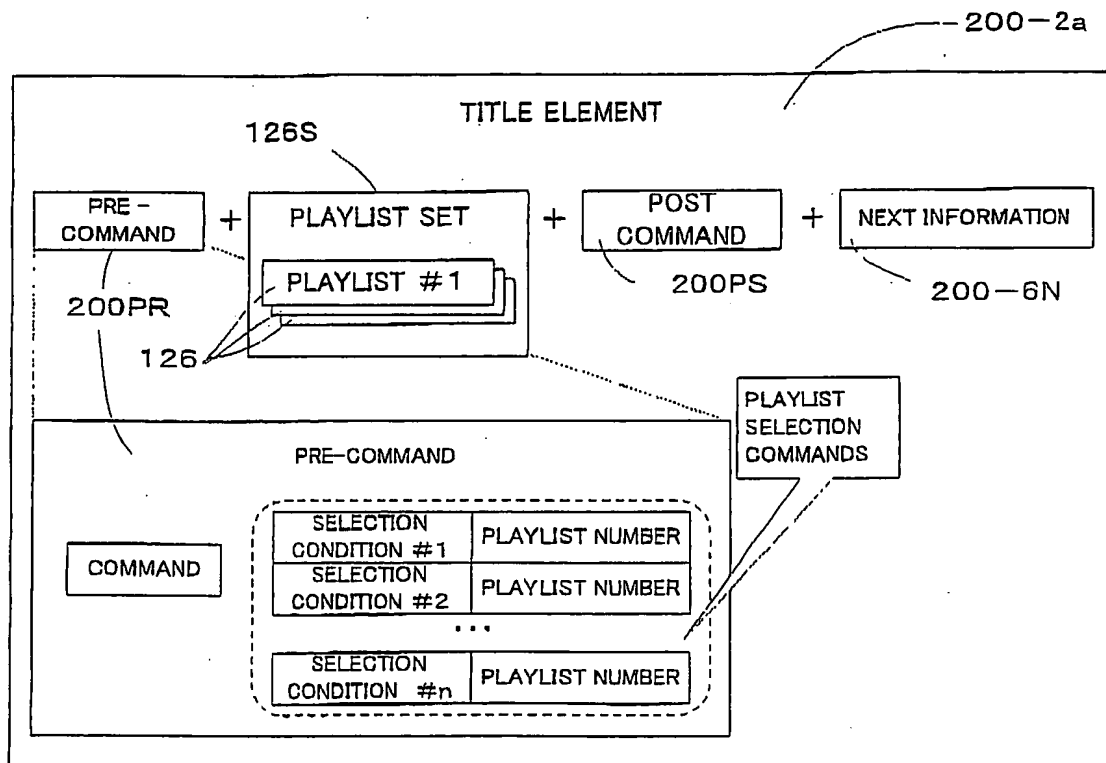 200-2a
TITLE ELEMENT
126S
PRE-
COMMAND
+
PLAYLIST SET
PLAYLIST #1
+
POST
COMMAND
+
NEXT INFORMATION
200PR
126
200PS
200-6N
PLAYLIST
SELECTION
COMMANDS
PRE-COMMAND
COMMAND
SELECTION
CONDITION #1
PLAYLIST NUMBER
SELECTION
CONDITION #2
PLAYLIST NUMBER
...
SELECTION
CONDITION #n
PLAYLIST NUMBER